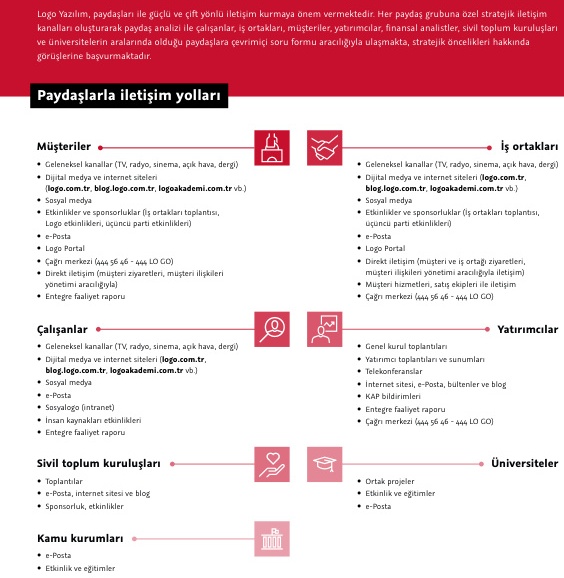 Logo Yazılım, paydaşları ile güçlü ve çift yönlü iletişim kurmaya önem vermektedir. Her paydaş grubuna özel stratejik iletişim
kanalları oluşturarak paydaş analizi ile çalışanlar, iş ortakları, müşteriler, yatırımcılar, finansal analistler, sivil toplum kuruluşları
ve üniversitelerin aralarında olduğu paydaşlara çevrimiçi soru formu aracılığıyla ulaşmakta, stratejik öncelikleri hakkında
görüşlerine başvurmaktadır.
Paydaşlarla iletişim yolları
Müşteriler
• Geleneksel kanallar (TV, radyo, sinema, açık hava, dergi)
• Dijital medya ve internet siteleri
(logo.com.tr, blog.logo.com.tr, logoakademi.com.tr vb.)
• Sosyal medya
• Etkinlikler ve sponsorluklar (İş ortakları toplantısı,
Logo etkinlikleri, üçüncü parti etkinlikleri)
• e-Posta
• Logo Portal
• Çağrı merkezi (444 56 46 - 444 LO GO)
• Direkt iletişim (müşteri ziyaretleri, müşteri ilişkileri
yönetimi aracılığıyla)
• Entegre faaliyet raporu
İş ortakları
• Geleneksel kanallar (TV, radyo, sinema, açık hava, dergi)
• Dijital medya ve internet siteleri (logo.com.tr,
blog.logo.com.tr, logoakademi.com.tr vb.)
• Sosyal medya
• Etkinlikler ve sponsorluklar (İş ortakları toplantısı,
üçüncü parti etkinlikleri)
• e-Posta
• Logo Portal
• Direkt iletişim (müşteri ve iş ortağı ziyaretleri,
müşteri ilişkileri yönetimi aracılığıyla iletişim)
• Müşteri hizmetleri, satış ekipleri ile iletişim
• Çağrı merkezi (444 56 46 - 444 LO GO)
Çalışanlar
• Geleneksel kanallar (TV, radyo, sinema, açık hava, dergi)
• Dijital medya ve internet siteleri (logo.com.tr,
blog.logo.com.tr, logoakademi.com.tr vb.)
• Sosyal medya
• e-Posta
• Sosyalogo (intranet)
• İnsan kaynakları etkinlikleri
• Entegre faaliyet raporu
Yatırımcılar
• Genel kurul toplantıları
• Yatırımcı toplantıları ve sunumları
• Telekonferanslar
• İnternet sitesi, e-Posta, bültenler ve blog
• KAP bildirimleri
• Entegre faaliyet raporu
• Çağrı merkezi (444 56 46 - 444 LO GO)
Sivil toplum kuruluşları
• Toplantılar
• e-Posta, internet sitesi ve blog
• Sponsorluk, etkinlikler
Üniversiteler
• Ortak projeler
• Etkinlik ve eğitimler
• e-Posta
Kamu kurumları
• e-Posta
• Etkinlik ve eğitimler